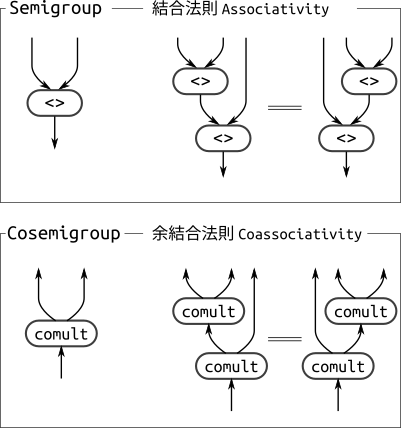 Semigroup 結合法則 Associativity
<> <> <>
<> <>
Cosemigroup 余結合法則 Coassociativity
comult comult comult
comult comult